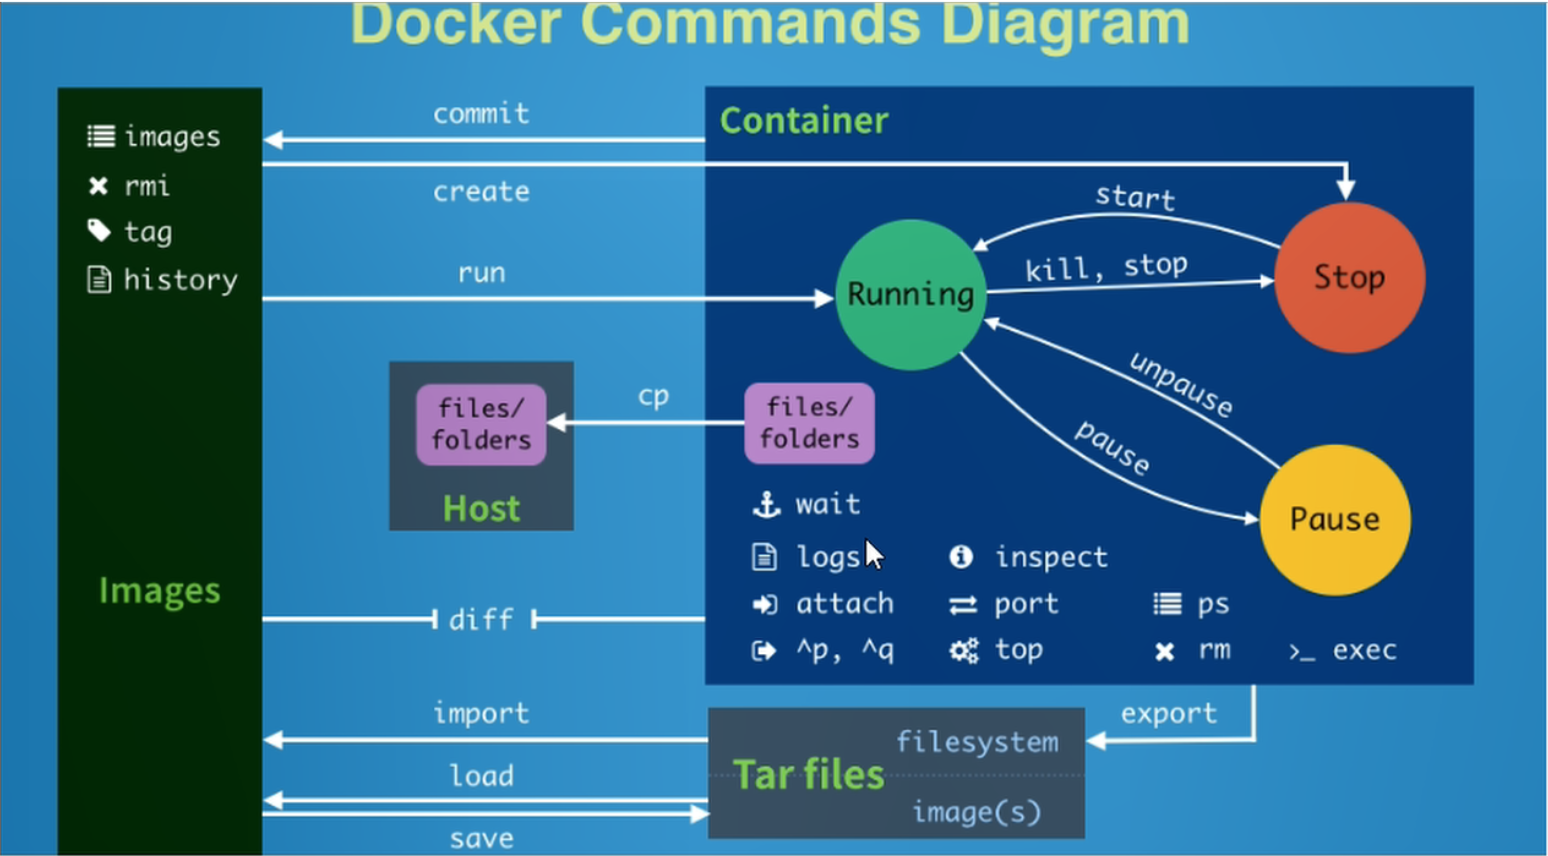 Docker Commands Diagram
images
rmi
tag
history
Images
commit
create
run
Container
start
kill, stop
Running
Stop
unpause
pause
Pause
files/
folders
Host
cp
files/
folders
wait
logs
inspect
attach
port
ps
^p, ^q
top
rm
>_ exec
diff
import
load
save
Tar files
filesystem
image(s)
export